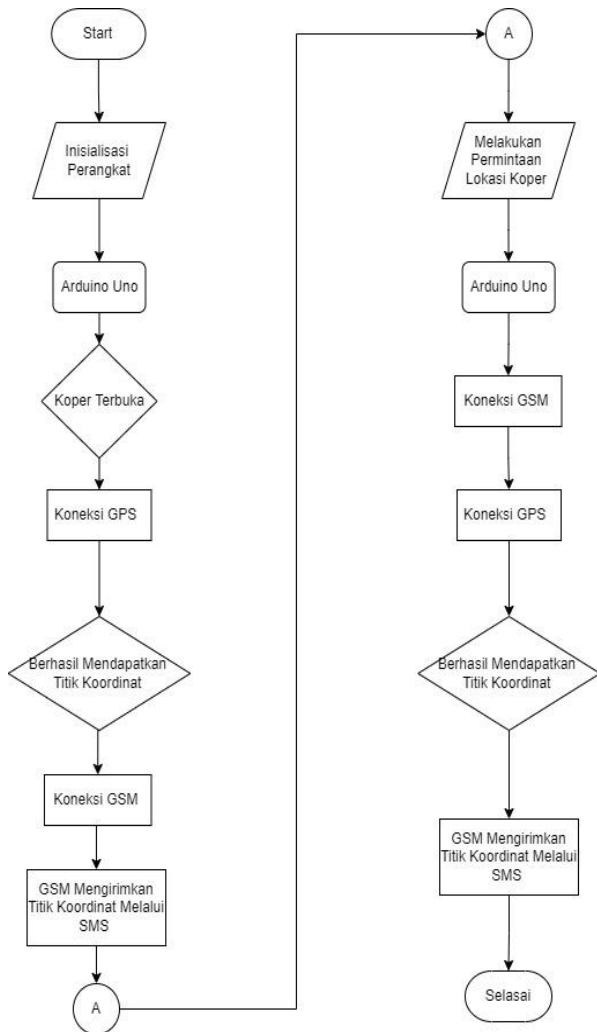 Start
Inisialisasi
Perangkat
Arduino Uno
Koper Terbuka
Koneksi GPS
Berhasil Mendapatkan
Titik Koordinat
Koneksi GSM
GSM Mengirimkan
Titik Koordinat Melalui
SMS
A
A
Melakukan
Permintaan
Lokasi Koper
Arduino Uno
Koneksi GSM
Koneksi GPS
Berhasil Mendapatkan
Titik Koordinat
GSM Mengirimkan
Titik Koordinat Melalui
SMS
Selasai